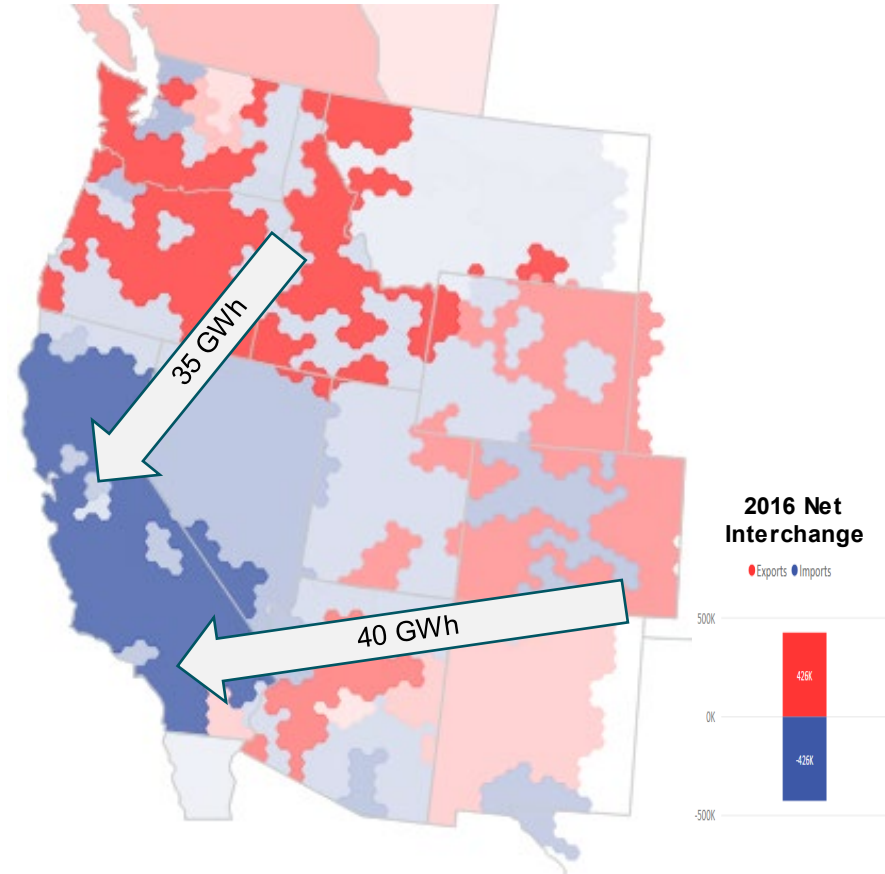 35 GWh
40 GWh
2016 Net
Interchange
Exports Imports
500K
426K
0K
-426K
-500K